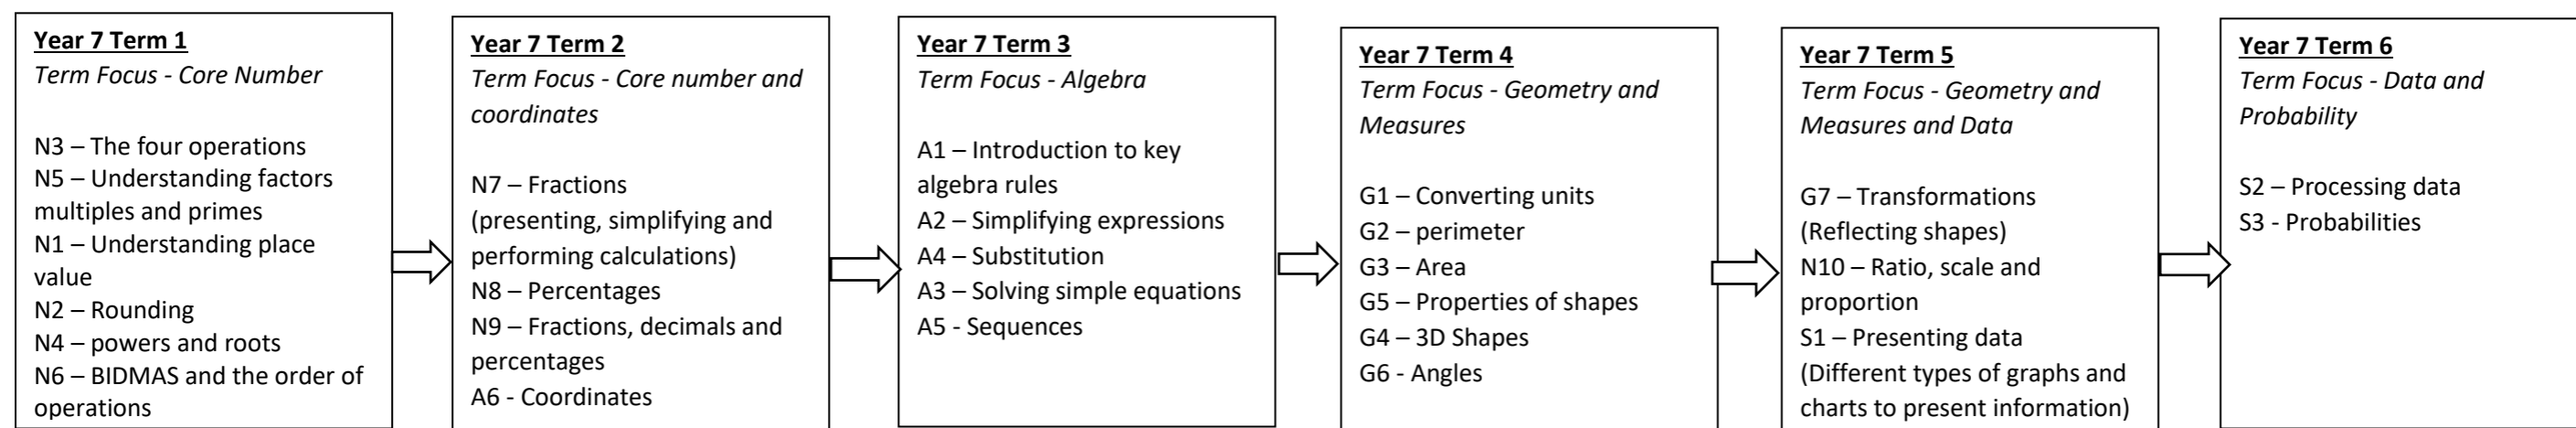 Year 7 Term 1
Term Focus - Core Number
N3 – The four operations
N5 – Understanding factors
multiples and primes
N1 – Understanding place
value
N2 – Rounding
N4 – powers and roots
N6 – BIDMAS and the order of
operations
Year 7 Term 2
Term Focus - Core number and
coordinates
N7 – Fractions
(presenting, simplifying and
performing calculations)
N8 – Percentages
N9 – Fractions, decimals and
percentages
A6 - Coordinates
Year 7 Term 3
Term Focus - Algebra
A1 – Introduction to key
algebra rules
A2 – Simplifying expressions
A4 – Substitution
A3 – Solving simple equations
A5 - Sequences
Year 7 Term 4
Term Focus - Geometry and
Measures
G1 – Converting units
G2 – perimeter
G3 – Area
G5 – Properties of shapes
G4 – 3D Shapes
G6 - Angles
Year 7 Term 5
Term Focus - Geometry and
Measures and Data
G7 – Transformations
(Reflecting shapes)
N10 – Ratio, scale and
proportion
S1 – Presenting data
(Different types of graphs and
charts to present information)
Year 7 Term 6
Term Focus - Data and
Probability
S2 – Processing data
S3 - Probabilities